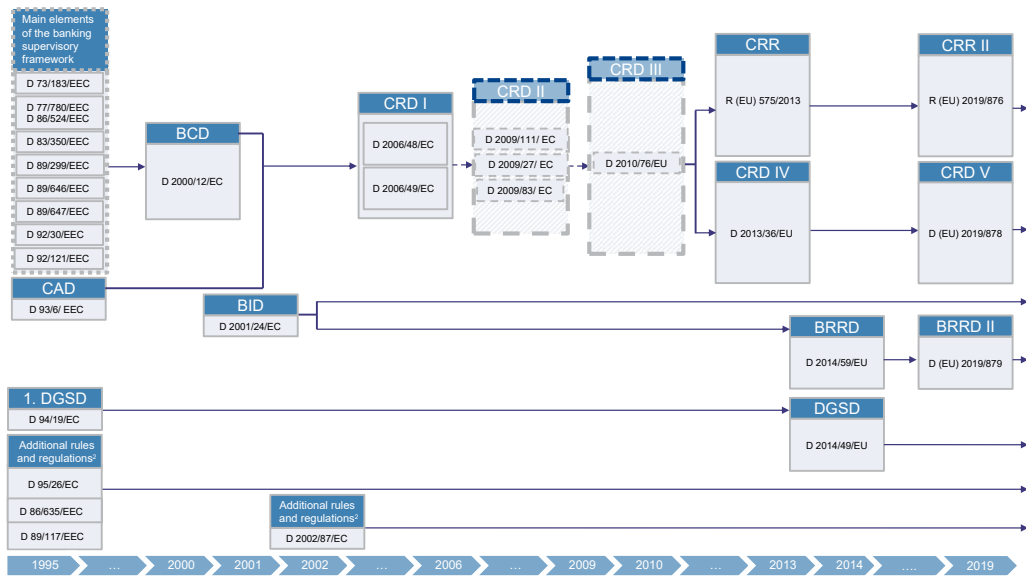 Main elements
of the banking
supervisory
framework
D 73/183/EEC
D 77/780/EEC
D 86/524/EEC
D 83/350/EEC
D 89/299/EEC
D 89/646/EEC
D 89/647/EEC
D 92/30/EEC
D 92/121/EEC
CAD
D 93/6/ EEC
BCD
D 2000/12/EC
CRD I
D 2006/48/EC
D 2006/49/EC
CRD II
D 2009/111/ EC
D 2009/27/ EC
D 2009/83/ EC
CRD III
D 2010/76/EU
CRR
R (EU) 575/2013
CRD IV
D 2013/36/EU
CRR II
R (EU) 2019/876
CRD V
D (EU) 2019/878
BID
D 2001/24/EC
BRRD
D 2014/59/EU
BRRD II
D (EU) 2019/879
1. DGSD
D 94/19/EC
DGSD
D 2014/49/EU
Additional rules
and regulations²
D 95/26/EC
D 86/635/EEC
D 89/117/EEC
Additional rules
and regulations²
D 2002/87/EC
1995 … 2000 2001 2002 … 2006 … 2009 2010 … 2013 2014 …. 2019